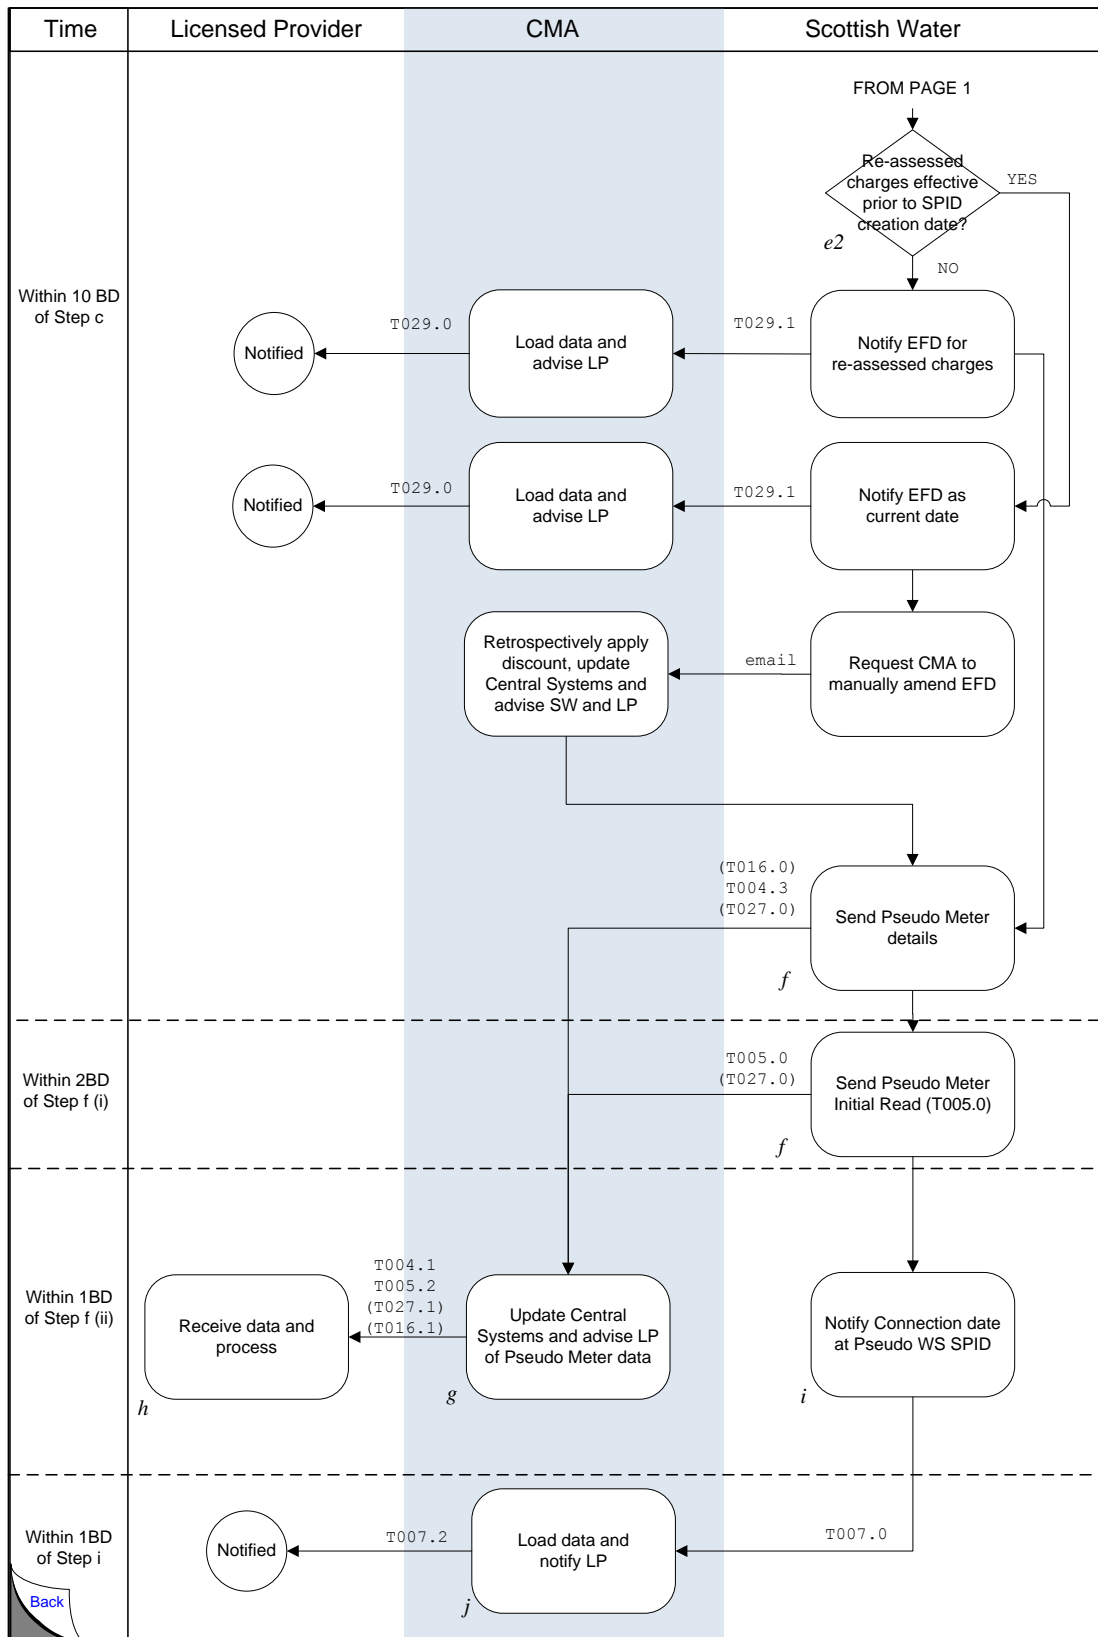 Time
Licensed Provider
CMA
Scottish Water
FROM PAGE 1
Re-assessed
charges effective
prior to SPID
creation date?
YES
e2
NO
Within 10 BD
of Step c
Notified
T029.0
Load data and
advise LP
T029.1
Notify EFD for
re-assessed charges
Notified
T029.0
Load data and
advise LP
T029.1
Notify EFD as
current date
Retrospectively apply
discount, update
Central Systems and
advise SW and LP
email
Request CMA to
manually amend EFD
(T016.0)
T004.3
(T027.0)
Send Pseudo Meter
details
f
Within 2BD
of Step f (i)
T005.0
(T027.0)
Send Pseudo Meter
Initial Read (T005.0)
f
Within 1BD
of Step f (ii)
Receive data and
process
h
T004.1
T005.2
(T027.1)
(T016.1)
Update Central
Systems and advise LP
of Pseudo Meter data
g
Notify Connection date
at Pseudo WS SPID
i
Within 1BD
of Step i
Notified
T007.2
Load data and
notify LP
j
T007.0
Back